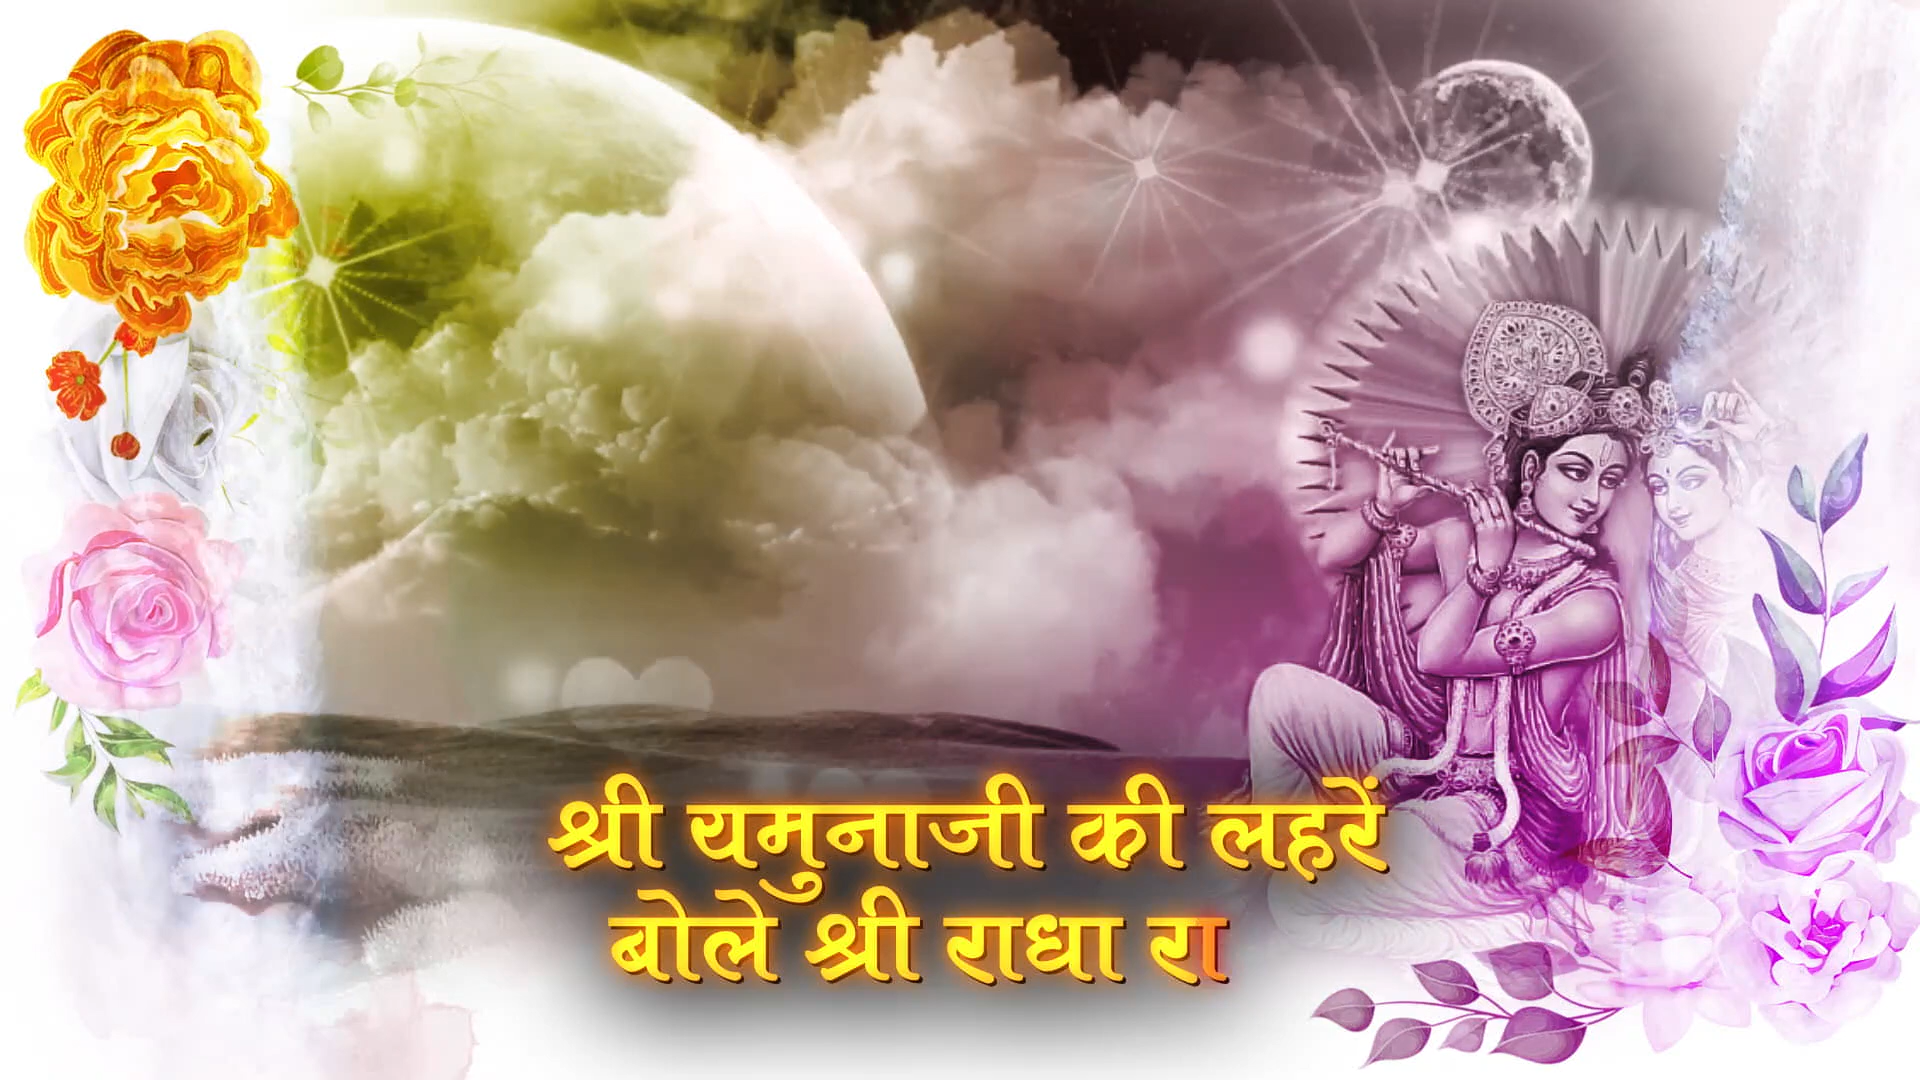 श्री यमुनाजी की लहरें
बोले श्री राधा रा